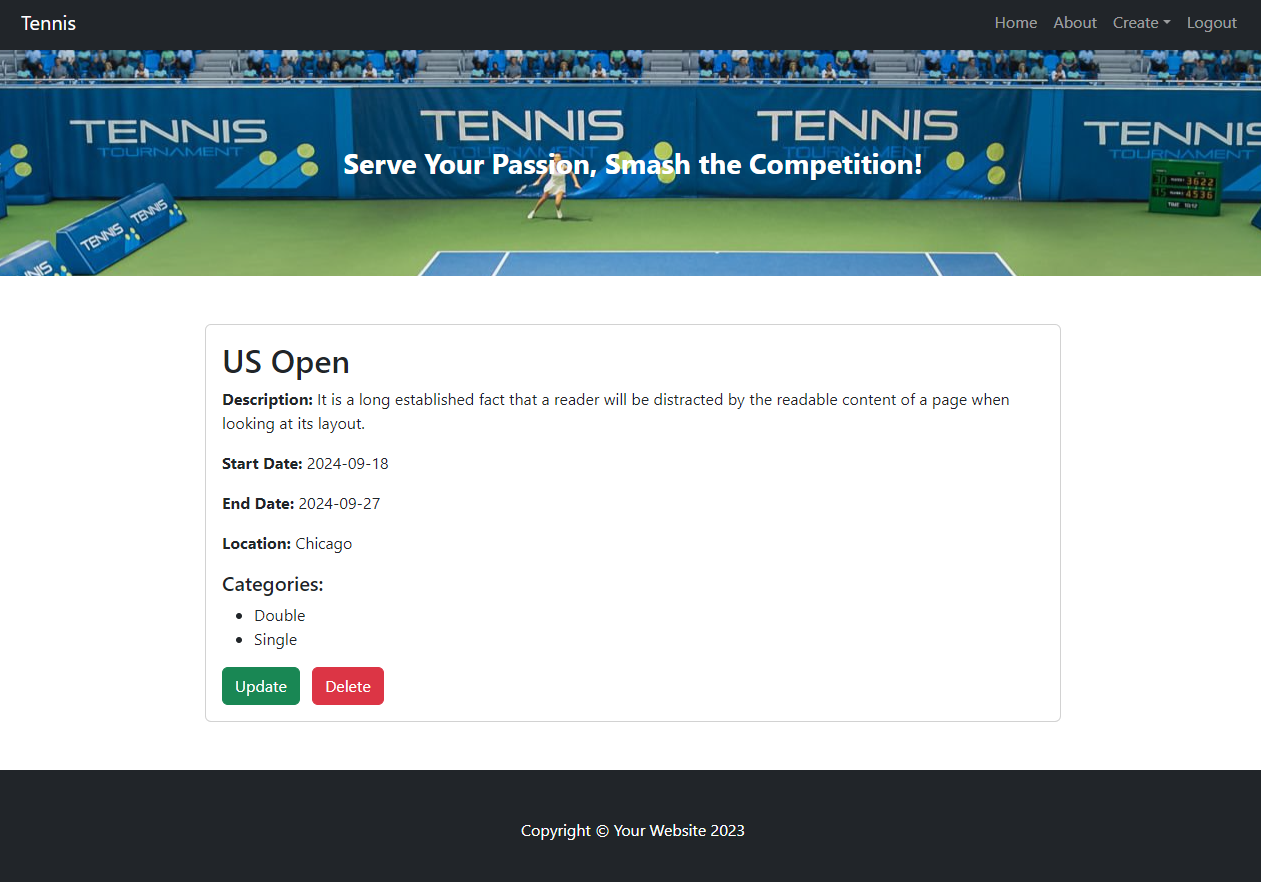 Tennis
Home About Create Logout
TENNIS TENNIS TENNIS TENNIS
TOURNAMENT TOURNAMENT
Serve Your Passion, Smash the Competition!
3622
4536
TENNIS TENNIS
US Open
Description: It is a long established fact that a reader will be distracted by the readable content of a page when
looking at its layout.
Start Date: 2024-09-18
End Date: 2024-09-27
Location: Chicago
Categories:
Double
Single
Update Delete
Copyright © Your Website 2023